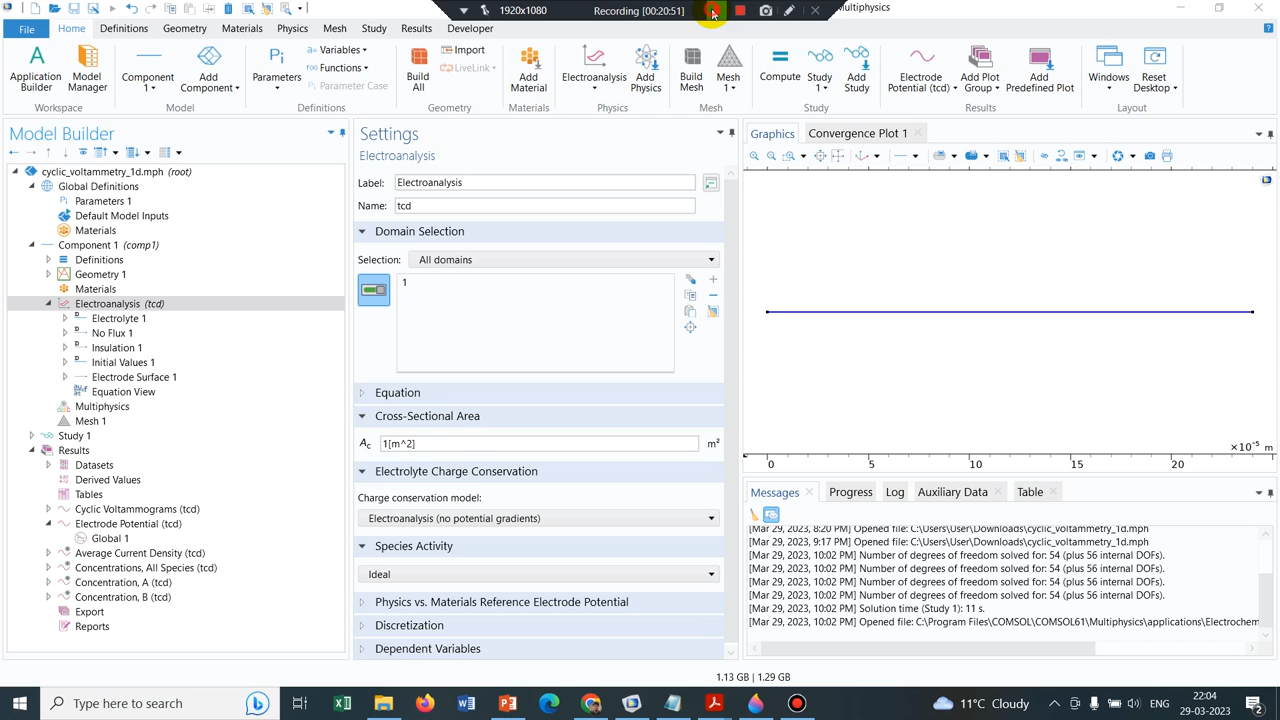 1920x1080
Recording [00:20:51]
Multiphysics
File
Home
Definitions
Geometry
Materials
Physics
Mesh
Study
Results
Developer
Application Builder
Model Manager
Workspace
Component 1
Add Component
Model
Parameters
Variables
Functions
Parameter Case
Definitions
Build All
Import
LiveLink
Geometry
Add Material
Materials
Electroanalysis
Add Physics
Physics
Build Mesh
Mesh 1
Mesh
Compute
Study 1
Add Study
Study
Electrode Potential (tcd)
Add Plot Group
Add Predefined Plot
Results
Windows
Reset Desktop
Layout
Model Builder
cyclic_voltammetry_1d.mph (root)
Global Definitions
Parameters 1
Default Model Inputs
Materials
Component 1 (comp1)
Definitions
Geometry 1
Materials
Electroanalysis (tcd)
Electrolyte 1
No Flux 1
Insulation 1
Initial Values 1
Electrode Surface 1
Equation View
Multiphysics
Mesh 1
Study 1
Results
Datasets
Derived Values
Tables
Cyclic Voltammograms (tcd)
Electrode Potential (tcd)
Global 1
Average Current Density (tcd)
Concentrations, All Species (tcd)
Concentration, A (tcd)
Concentration, B (tcd)
Export
Reports
Settings
Electroanalysis
Label: Electroanalysis
Name: tcd
Domain Selection
Selection: All domains
1
Equation
Cross-Sectional Area
Ac 1[m^2] m²
Electrolyte Charge Conservation
Charge conservation model:
Electroanalysis (no potential gradients)
Species Activity
Ideal
Physics vs. Materials Reference Electrode Potential
Discretization
Dependent Variables
Graphics
Convergence Plot 1
×10^-5 m
0 5 10 15 20
Messages
Progress
Log
Auxiliary Data
Table
[Mar 29, 2023, 8:20 PM] Opened file: C:\Users\User\Downloads\cyclic_voltammetry_1d.mph
[Mar 29, 2023, 9:17 PM] Opened file: C:\Users\User\Downloads\cyclic_voltammetry_1d.mph
[Mar 29, 2023, 10:02 PM] Number of degrees of freedom solved for: 54 (plus 56 internal DOFs).
[Mar 29, 2023, 10:02 PM] Number of degrees of freedom solved for: 54 (plus 56 internal DOFs).
[Mar 29, 2023, 10:02 PM] Number of degrees of freedom solved for: 54 (plus 56 internal DOFs).
[Mar 29, 2023, 10:02 PM] Number of degrees of freedom solved for: 54 (plus 56 internal DOFs).
[Mar 29, 2023, 10:02 PM] Solution time (Study 1): 11 s.
[Mar 29, 2023, 10:02 PM] Opened file: C:\Program Files\COMSOL\COMSOL61\Multiphysics\applications\Electrochem
1.13 GB | 1.29 GB
Type here to search
11°C Cloudy
ENG
22:04
29-03-2023
2